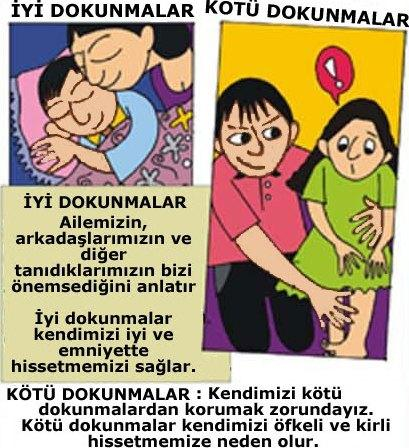 İYİ DOKUNMALAR
KÖTÜ DOKUNMALAR
!
İYİ DOKUNMALAR
Ailemizin,
arkadaşlarımızın ve
diğer
tanıdıklarımızın bizi
önemsediğini anlatır
İyi dokunmalar
kendimizi iyi ve
emniyette
hissetmemizi sağlar.
KÖTÜ DOKUNMALAR : Kendimizi kötü
dokunmalardan korumak zorundayız.
Kötü dokunmalar kendimizi öfkeli ve kirli
hissetmemize neden olur.